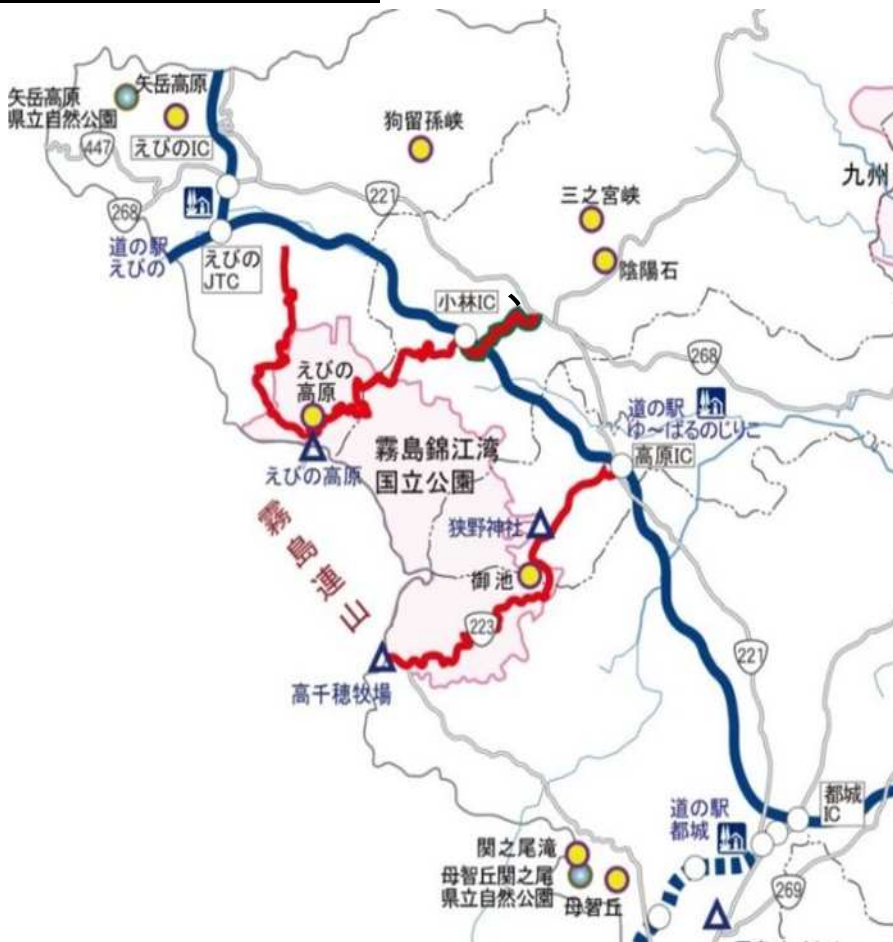 矢岳高原
矢岳高原
県立自然公園
えびのIC
447
狗留孫峡
221
268
三之宮峡
九州
陰陽石
道の駅
えびの
えびの
JTC
小林IC
268
えびの
高原
道の駅
ゆ~ぱるのじりこ
高原IC
霧島錦江湾
国立公園
えびの高原
狭野神社
霧島連山
御池
223
221
高千穂牧場
道の駅
都城
都城
IC
関之尾滝
母智丘関之尾
県立自然公園
母智丘
269